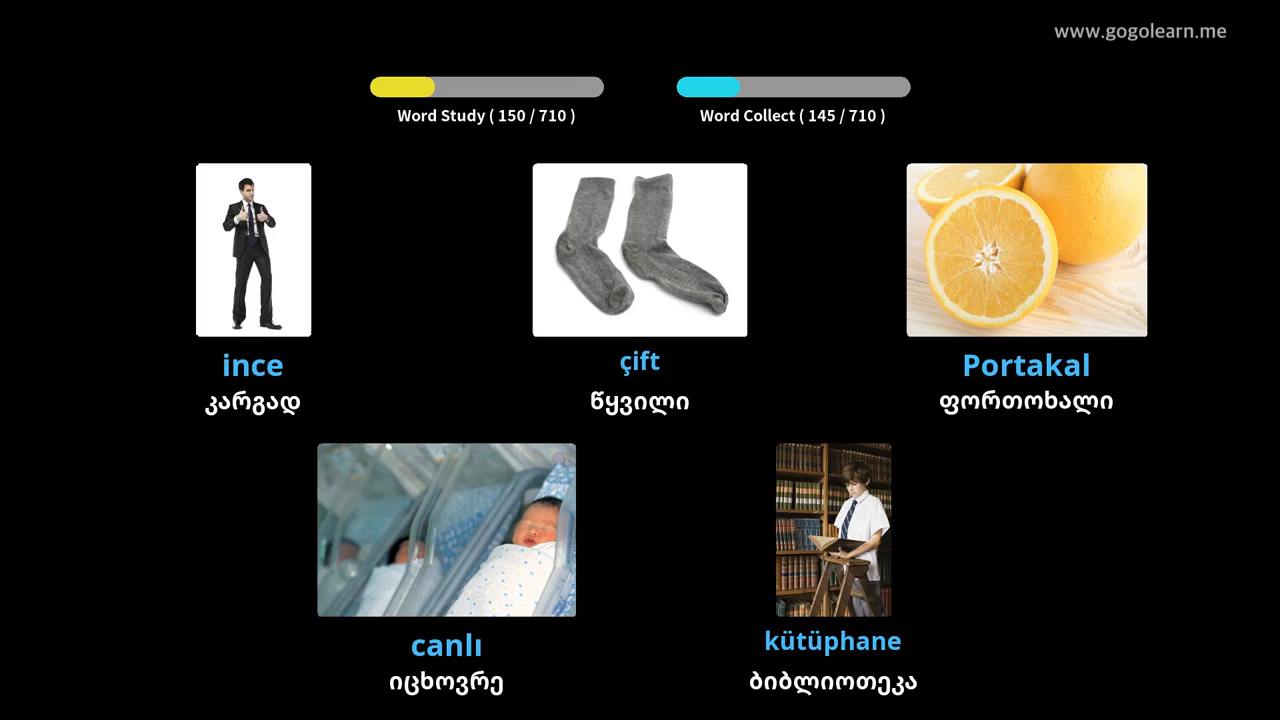 www.gogolearn.me
Word Study ( 150 / 710 )
Word Collect ( 145 / 710 )
ince
კარგად
çift
წყვილი
Portakal
ფორთოხალი
canlı
იცხოვრე
kütüphane
ბიბლიოთეკა